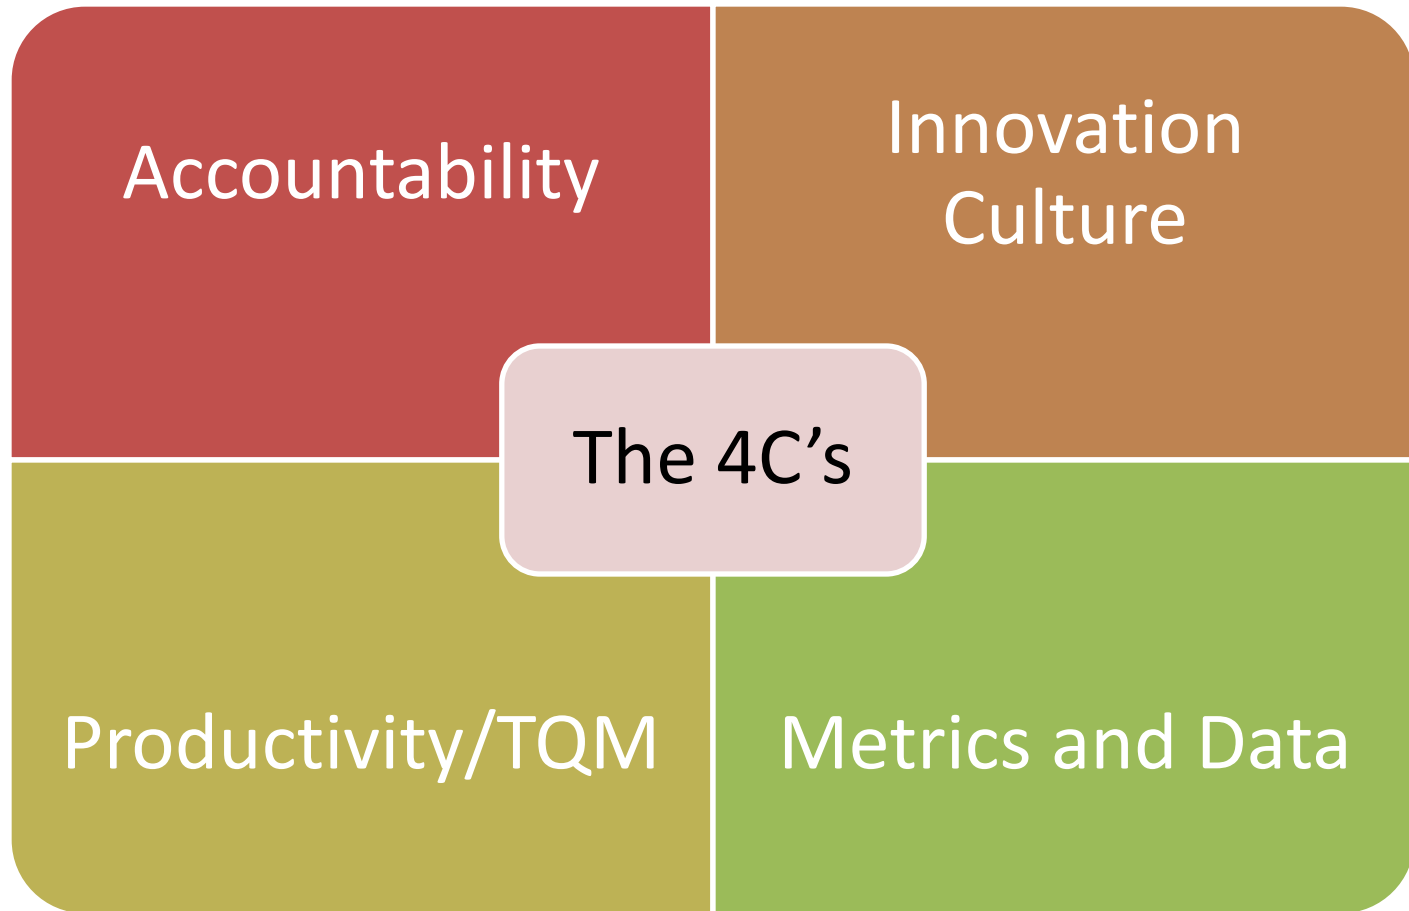 Accountability
Innovation
Culture
The 4C’s
Productivity/TQM
Metrics and Data